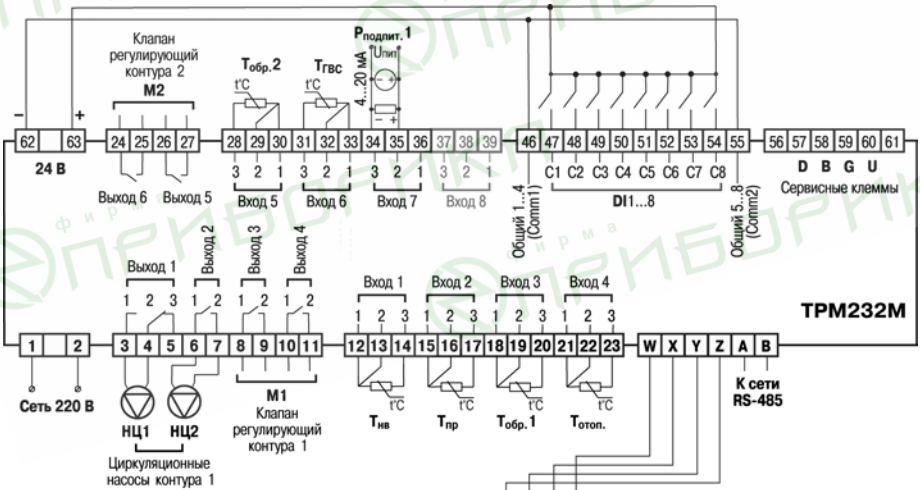 Клапан
регулирующий
контура 2
М2
Тобр.2
ТГВС
Рподпит.1
Uпит
4...20 мА
t°C
t°C
– +
– +
– +
62 63 24 25 26 27 28 29 30 31 32 33 34 35 36 37 38 39 46 47 48 49 50 51 52 53 54 55 56 57 58 59 60 61
24 В
Выход 6 Выход 5
3 2 1 3 2 1 3 2 1 3 2 1
Вход 5 Вход 6 Вход 7 Вход 8
Общий 1...4
(Comm1)
C1 C2 C3 C4 C5 C6 C7 C8
DI1...8
Общий 5...8
(Comm2)
D B G U
Сервисные клеммы
фирма
ПРИБОРИКА
фирма
ПРИБОРИКА
Выход 1
Выход 2
Выход 3
Выход 4
1 2 3 1 2 1 2 1 2
Вход 1 Вход 2 Вход 3 Вход 4
1 2 3 1 2 3 1 2 3 1 2 3
ТРМ232М
1 2 3 4 5 6 7 8 9 10 11 12 13 14 15 16 17 18 19 20 21 22 23 W X Y Z A B
Сеть 220 В
НЦ1 НЦ2
Циркуляционные
насосы контура 1
М1
Клапан
регулирующий
контура 1
t°C t°C t°C t°C
Тнв Тпр Тобр.1 Тотоп.
К сети
RS-485